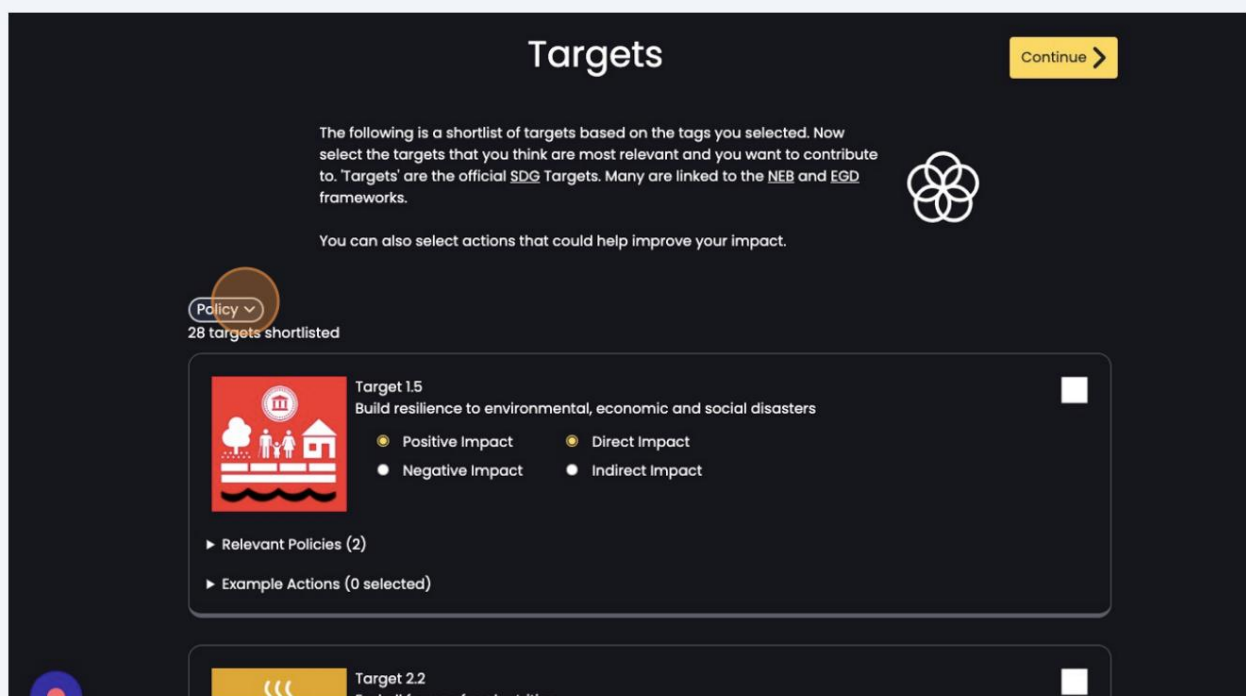 Targets
Continue
The following is a shortlist of targets based on the tags you selected. Now
select the targets that you think are most relevant and you want to contribute
to. 'Targets' are the official SDG Targets. Many are linked to the NEB and EGD
frameworks.
You can also select actions that could help improve your impact.
Policy
28 targets shortlisted
Target 1.5
Build resilience to environmental, economic and social disasters
Positive Impact Direct Impact
Negative Impact Indirect Impact
Relevant Policies (2)
Example Actions (0 selected)
Target 2.2